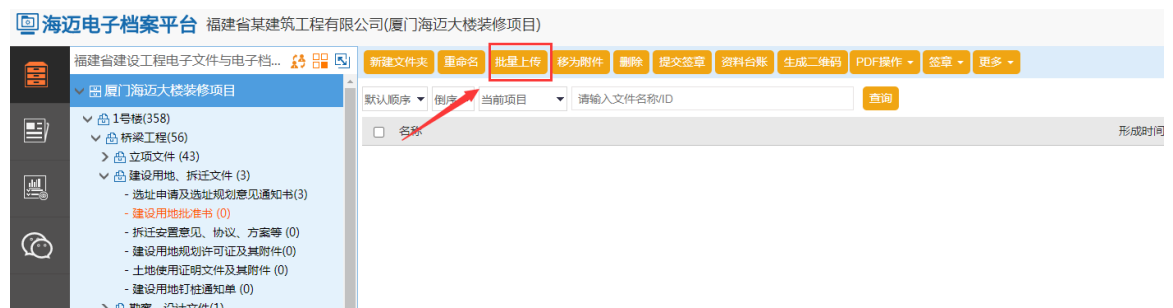 海迈电子档案平台 福建省某建筑工程有限公司(厦门海迈大楼装修项目)
福建省建设工程电子文件与电子档...
新建文件夹 重命名 批量上传 移为附件 删除 提交签章 资料台账 生成二维码 PDF操作 签章 更多
厦门海迈大楼装修项目
默认顺序 倒序 当前项目 请输入文件名称/ID 查询
名称 形成时间
1号楼(358)
桥梁工程(56)
立项文件 (43)
建设用地、拆迁文件 (3)
- 选址申请及选址规划意见通知书(3)
- 建设用地批准书 (0)
- 拆迁安置意见、协议、方案等 (0)
- 建设用地规划许可证及其附件(0)
- 土地使用证明文件及其附件 (0)
- 建设用地钉桩通知单 (0)
勘察、设计文件(1)